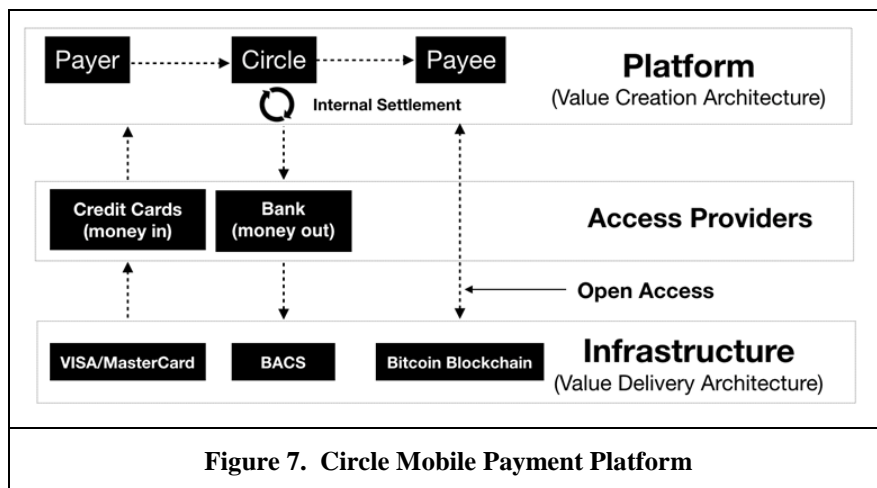 Payer
Circle
Payee
Platform
(Value Creation Architecture)
Internal Settlement
Credit Cards
(money in)
Bank
(money out)
Access Providers
Open Access
VISA/MasterCard
BACS
Bitcoin Blockchain
Infrastructure
(Value Delivery Architecture)
Figure 7. Circle Mobile Payment Platform